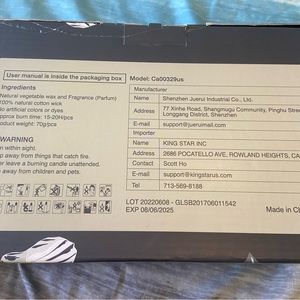 User manual is inside the packaging box
Model: Ca00329us
Ingredients
Natural vegetable wax and Fragrance (Parfum)
100% natural cotton wick
No artificial colors or dyes
approx burn time: 15-20H/pcs
product weight: 70g/pcs
WARNING
within sight.
away from things that catch fire.
leave a burning candle unattended.
away from children and pets.
Manufacturer
Name Shenzhen Juerui Industrial Co., Ltd.
Address 77 Xinhe Road, Shangmugu Community, Pinghu Stre
Longgang District, Shenzhen
E-mail support@jueruimail.com
Importer
Name KING STAR INC
Address 2686 POCATELLO AVE, ROWLAND HEIGHTS, CA
Contact Scott Ho
E-mail support@kingstarus.com
Tel 713-569-8188
LOT 20220608 - GLSB201706011542
EXP 08/06/2025
Made in Ch